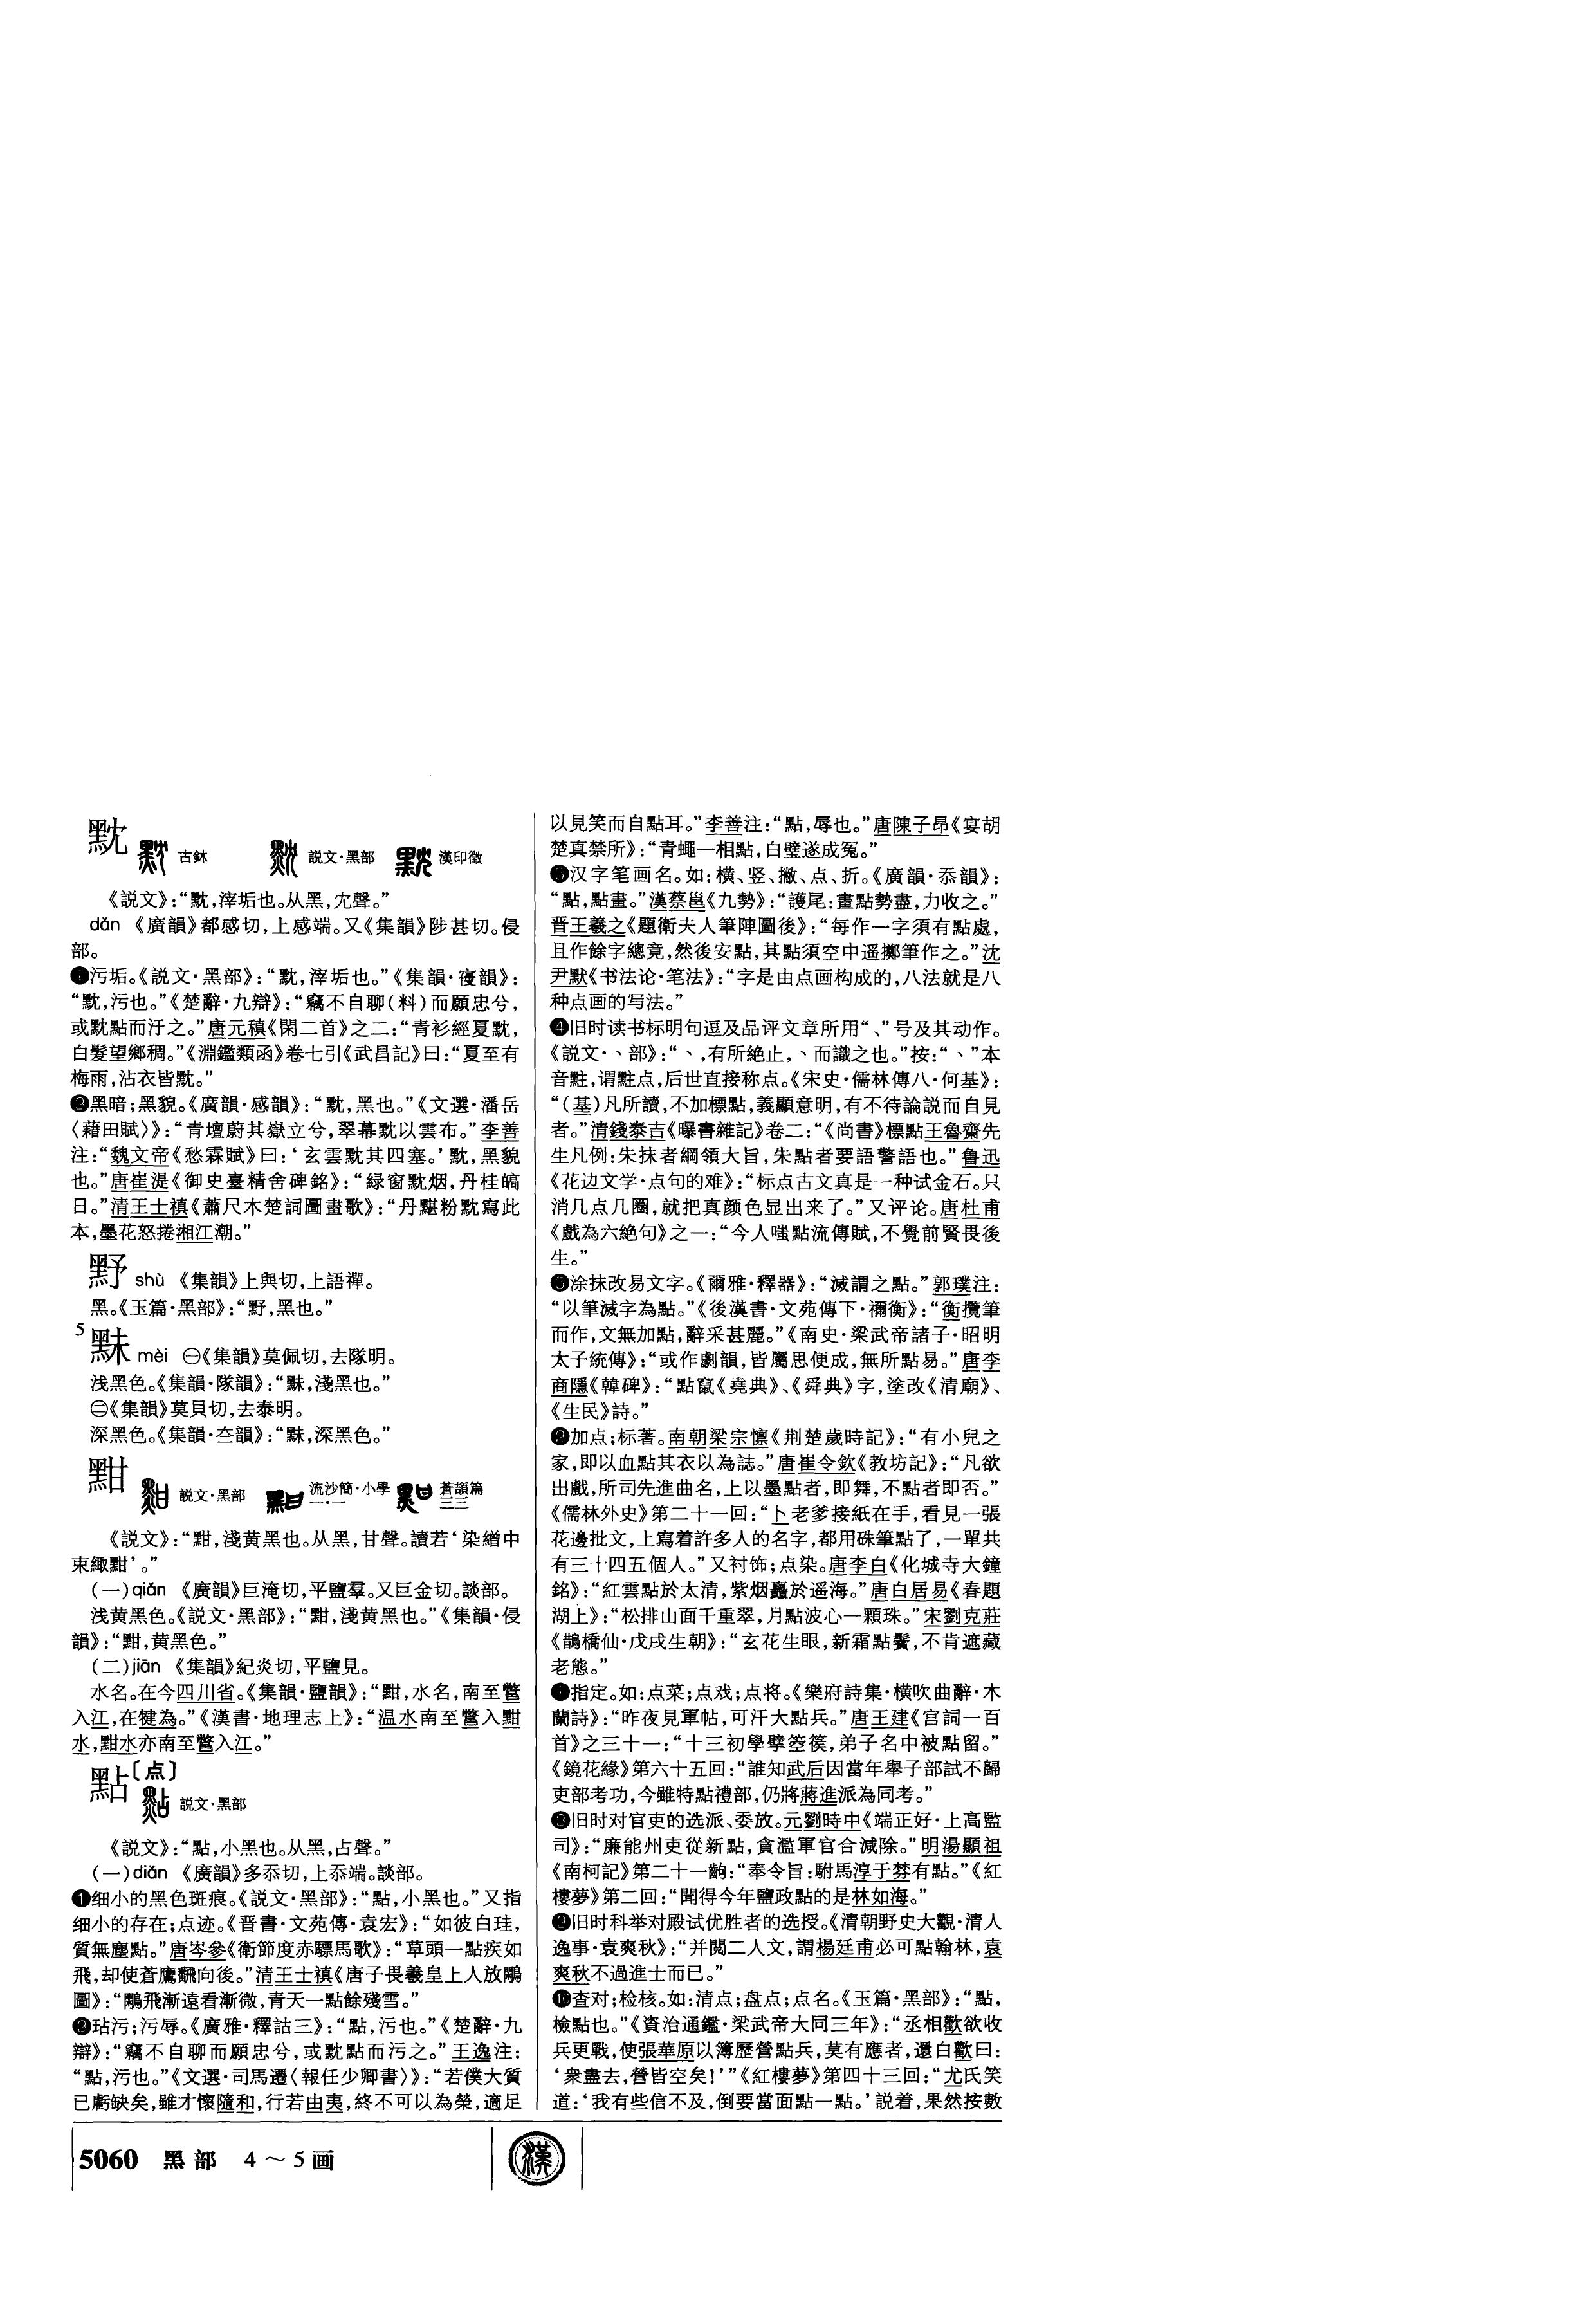 黕
古鉥 説文·黑部 漢印徵
《説文》：“黕，滓垢也。从黑，冘聲。”
dǎn 《廣韻》都感切，上感端。又《集韻》陟甚切。侵
部。
❶污垢。《説文·黑部》：“黕，滓垢也。”《集韻·𡪢韻》：
“黕，污也。”《楚辭·九辯》：“竊不自聊（料）而願忠兮，
或黕點而汙之。”唐元稹《閑二首》之二：“青衫經夏黕，
白髮望鄉稠。”《淵鑑類函》卷七引《武昌記》曰：“夏至有
梅雨，沾衣皆黕。”
❷黑暗；黑貌。《廣韻·感韻》：“黕，黑也。”《文選·潘岳
〈藉田賦〉》：“青壇蔚其嶽立兮，翠幕黕以雲布。”李善
注：“魏文帝《愁霖賦》曰：‘玄雲黕其四塞。’黕，黑貌
也。”唐崔湜《御史臺精舍碑銘》：“緑窗黕烟，丹桂皜
日。”清王士禛《蕭尺木楚詞圖畫歌》：“丹黮粉黕寫此
本，墨花怒捲湘江潮。”
䵤 shù 《集韻》上與切，上語禪。
黑。《玉篇·黑部》：“䵤，黑也。”
5
黣 mèi ㊀《集韻》莫佩切，去隊明。
浅黑色。《集韻·隊韻》：“䵢，淺黑也。”
㊁《集韻》莫貝切，去泰明。
深黑色。《集韻·夳韻》：“䵢，深黑色。”
黚
説文·黑部 流沙簡·小學一·一 蒼頡篇三三
《説文》：“黚，淺黄黑也。从黑，甘聲。讀若‘染繒中
束緅黚’。”
（一）qián 《廣韻》巨淹切，平鹽羣。又巨金切。談部。
浅黄黑色。《説文·黑部》：“黚，淺黄黑也。”《集韻·侵
韻》：“黚，黄黑色。”
（二）jiān 《集韻》紀炎切，平鹽見。
水名。在今四川省。《集韻·鹽韻》：“黚，水名，南至鄨
入江，在犍為。”《漢書·地理志上》：“温水南至鄨入黚
水，黚水亦南至鄨入江。”
點〔点〕
説文·黑部
《説文》：“點，小黑也。从黑，占聲。”
（一）diǎn 《廣韻》多忝切，上忝端。談部。
❶细小的黑色斑痕。《説文·黑部》：“點，小黑也。”又指
细小的存在；点迹。《晋書·文苑傳·袁宏》：“如彼白珪，
質無塵點。”唐岑參《衛節度赤驃馬歌》：“草頭一點疾如
飛，却使蒼鷹翻向後。”清王士禛《唐子畏羲皇上人放鷳
圖》：“鷳飛漸遠看漸微，青天一點餘殘雪。”
❷玷污；污辱。《廣雅·釋詁三》：“點，污也。”《楚辭·九
辯》：“竊不自聊而願忠兮，或黕點而污之。”王逸注：
“點，污也。”《文選·司馬遷〈報任少卿書〉》：“若僕大質
已虧缺矣，雖才懷隨和，行若由夷，終不可以為榮，適足
以見笑而自點耳。”李善注：“點，辱也。”唐陳子昂《宴胡
楚真禁所》：“青蠅一相點，白璧遂成冤。”
❸汉字笔画名。如：横、竖、撇、点、折。《廣韻·忝韻》：
“點，點畫。”漢蔡邕《九勢》：“護尾：畫點勢盡，力收之。”
晋王羲之《題衛夫人筆陣圖後》：“每作一字須有點處，
且作餘字總竟，然後安點，其點須空中遥擲筆作之。”沈
尹默《书法论·笔法》：“字是由点画构成的，八法就是八
种点画的写法。”
❹旧时读书标明句逗及品评文章所用“、”号及其动作。
《説文·丶部》：“丶，有所絶止，丶而識之也。”按：“丶”本
音黈，谓黈点，后世直接称点。《宋史·儒林傳八·何基》：
“（基）凡所讀，不加標點，義顯意明，有不待論説而自見
者。”清錢泰吉《曝書雜記》卷二：“《尚書》標點王魯齋先
生凡例：朱抹者綱領大旨，朱點者要語警語也。”鲁迅
《花边文学·点句的难》：“标点古文真是一种试金石。只
消几点几圈，就把真颜色显出来了。”又评论。唐杜甫
《戲為六絶句》之一：“今人嗤點流傳賦，不覺前賢畏後
生。”
❺涂抹改易文字。《爾雅·釋器》：“滅謂之點。”郭璞注：
“以筆滅字為點。”《後漢書·文苑傳下·禰衡》：“衡攬筆
而作，文無加點，辭采甚麗。”《南史·梁武帝諸子·昭明
太子統傳》：“或作劇韻，皆屬思便成，無所點易。”唐李
商隱《韓碑》：“點竄《堯典》、《舜典》字，塗改《清廟》、
《生民》詩。”
❻加点；标著。南朝梁宗懔《荆楚歲時記》：“有小兒之
家，即以血點其衣以為誌。”唐崔令欽《教坊記》：“凡欲
出戲，所司先進曲名，上以墨點者，即舞，不點者即否。”
《儒林外史》第二十一回：“卜老爹接紙在手，看見一張
花邊批文，上寫着許多人的名字，都用硃筆點了，一單共
有三十四五個人。”又衬饰；点染。唐李白《化城寺大鐘
銘》：“紅雲點於太清，紫烟矗於遥海。”唐白居易《春題
湖上》：“松排山面千重翠，月點波心一顆珠。”宋劉克莊
《鵲橋仙·戊戌生朝》：“玄花生眼，新霜點鬢，不肯遮藏
老態。”
❼指定。如：点菜；点戏；点将。《樂府詩集·横吹曲辭·木
蘭詩》：“昨夜見軍帖，可汗大點兵。”唐王建《宫詞一百
首》之三十一：“十三初學擘箜篌，弟子名中被點留。”
《鏡花緣》第六十五回：“誰知武后因當年舉子部試不歸
吏部考功，今雖特點禮部，仍將蔣進派為同考。”
❽旧时对官吏的选派、委放。元劉時中《端正好·上高監
司》：“廉能州吏從新點，貪濫軍官合減除。”明湯顯祖
《南柯記》第二十一齣：“奉令旨：駙馬淳于棼有點。”《紅
樓夢》第二回：“聞得今年鹽政點的是林如海。”
❾旧时科举对殿试优胜者的选授。《清朝野史大觀·清人
逸事·袁爽秋》：“并閲二人文，謂楊廷甫必可點翰林，袁
爽秋不過進士而已。”
❿查对；检核。如：清点；盘点；点名。《玉篇·黑部》：“點，
檢點也。”《資治通鑑·梁武帝大同三年》：“丞相歡欲收
兵更戰，使張華原以簿歷營點兵，莫有應者，還白歡曰：
‘衆盡去，營皆空矣！’”《紅樓夢》第四十三回：“尤氏笑
道：‘我有些信不及，倒要當面點一點。’説着，果然按數
5060 黑部 4～5画
漢